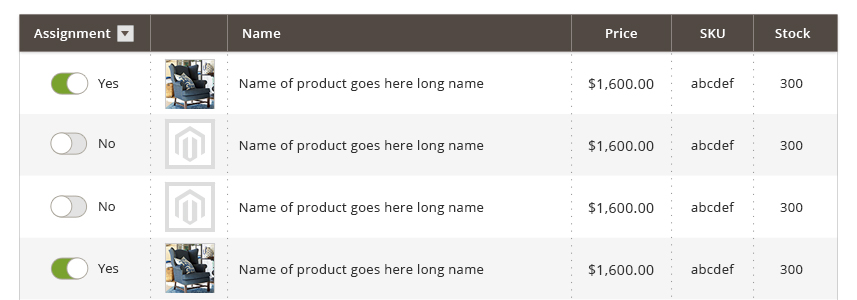 Assignment Name Price SKU Stock
Yes Name of product goes here long name $1,600.00 abcdef 300
No Name of product goes here long name $1,600.00 abcdef 300
No Name of product goes here long name $1,600.00 abcdef 300
Yes Name of product goes here long name $1,600.00 abcdef 300